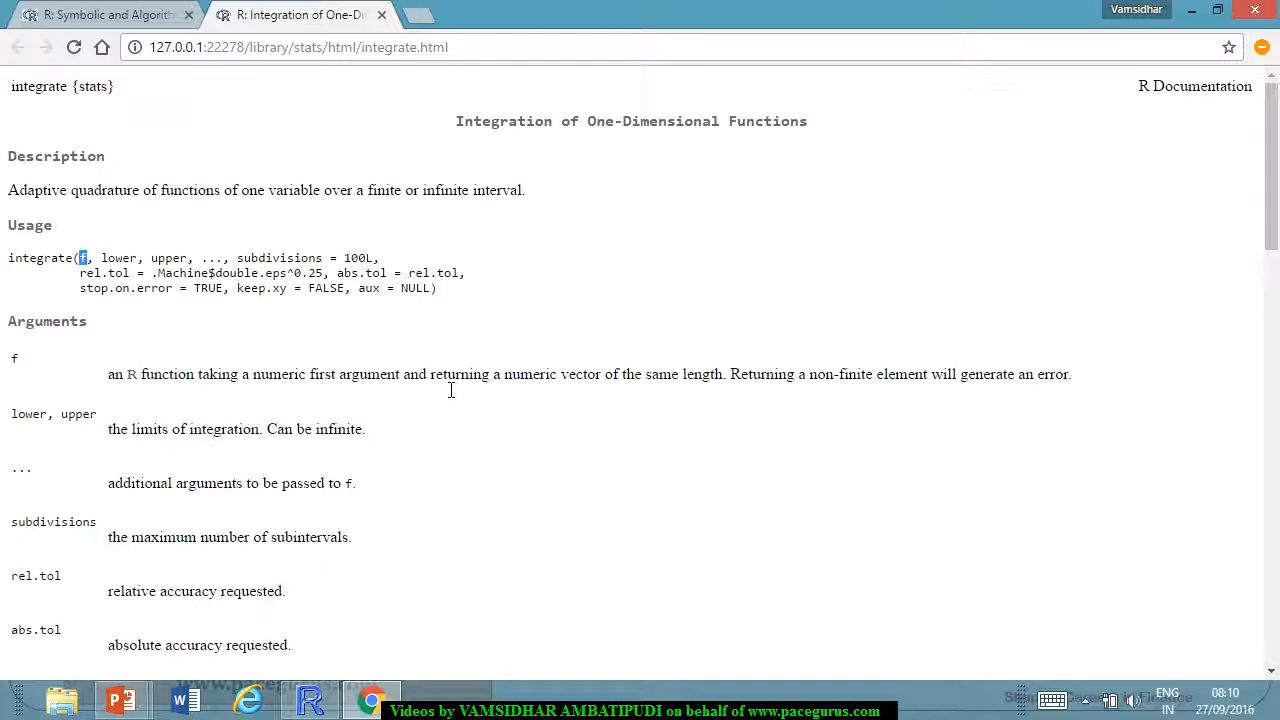 R: Symbolic and Algorith
R: Integration of One-Di
Vamsidhar
127.0.0.1:22278/library/stats/html/integrate.html
integrate {stats}
R Documentation
Integration of One-Dimensional Functions
Description
Adaptive quadrature of functions of one variable over a finite or infinite interval.
Usage
integrate(f, lower, upper, ..., subdivisions = 100L,
rel.tol = .Machine$double.eps^0.25, abs.tol = rel.tol,
stop.on.error = TRUE, keep.xy = FALSE, aux = NULL)
Arguments
f
an R function taking a numeric first argument and returning a numeric vector of the same length. Returning a non-finite element will generate an error.
lower, upper
the limits of integration. Can be infinite.
...
additional arguments to be passed to f.
subdivisions
the maximum number of subintervals.
rel.tol
relative accuracy requested.
abs.tol
absolute accuracy requested.
www.pacegurus.com
in Finance
ENG
IN
08:10
27/09/2016
Videos by VAMSIDHAR AMBATIPUDI on behalf of www.pacegurus.com